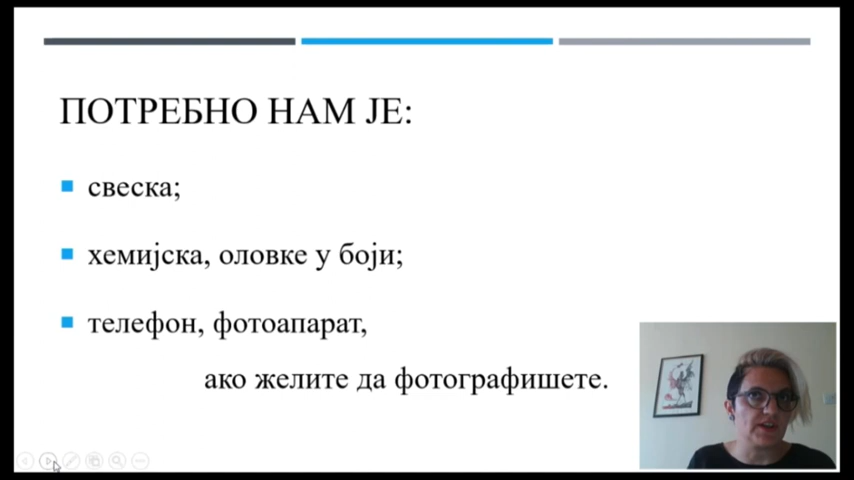 ПОТРЕБНО НАМ ЈЕ:
свеска;
хемијска, оловке у боји;
телефон, фотоапарат,
ако желите да фотографишете.